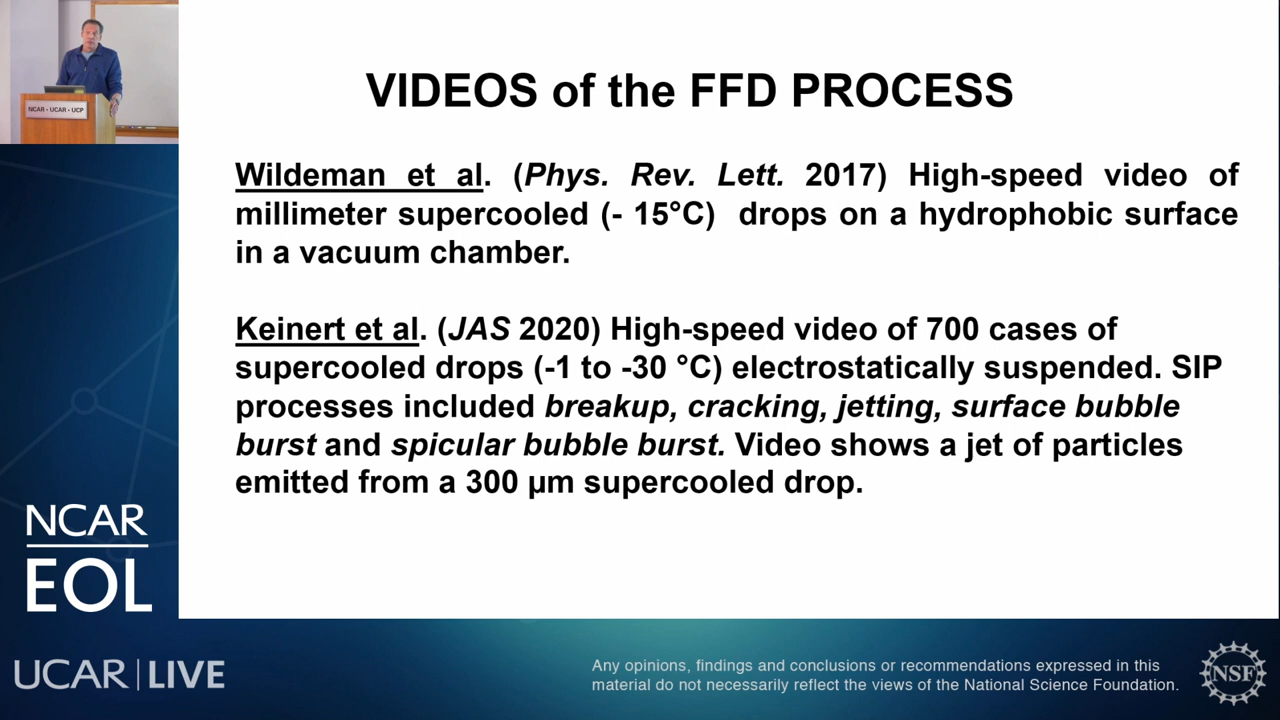 NCAR • UCAR • UCP
VIDEOS of the FFD PROCESS
Wildeman et al. (Phys. Rev. Lett. 2017) High-speed video of
millimeter supercooled (- 15°C) drops on a hydrophobic surface
in a vacuum chamber.
Keinert et al. (JAS 2020) High-speed video of 700 cases of
supercooled drops (-1 to -30 °C) electrostatically suspended. SIP
processes included breakup, cracking, jetting, surface bubble
burst and spicular bubble burst. Video shows a jet of particles
emitted from a 300 µm supercooled drop.
NCAR
EOL
UCAR | LIVE
Any opinions, findings and conclusions or recommendations expressed in this
material do not necessarily reflect the views of the National Science Foundation.
NSF